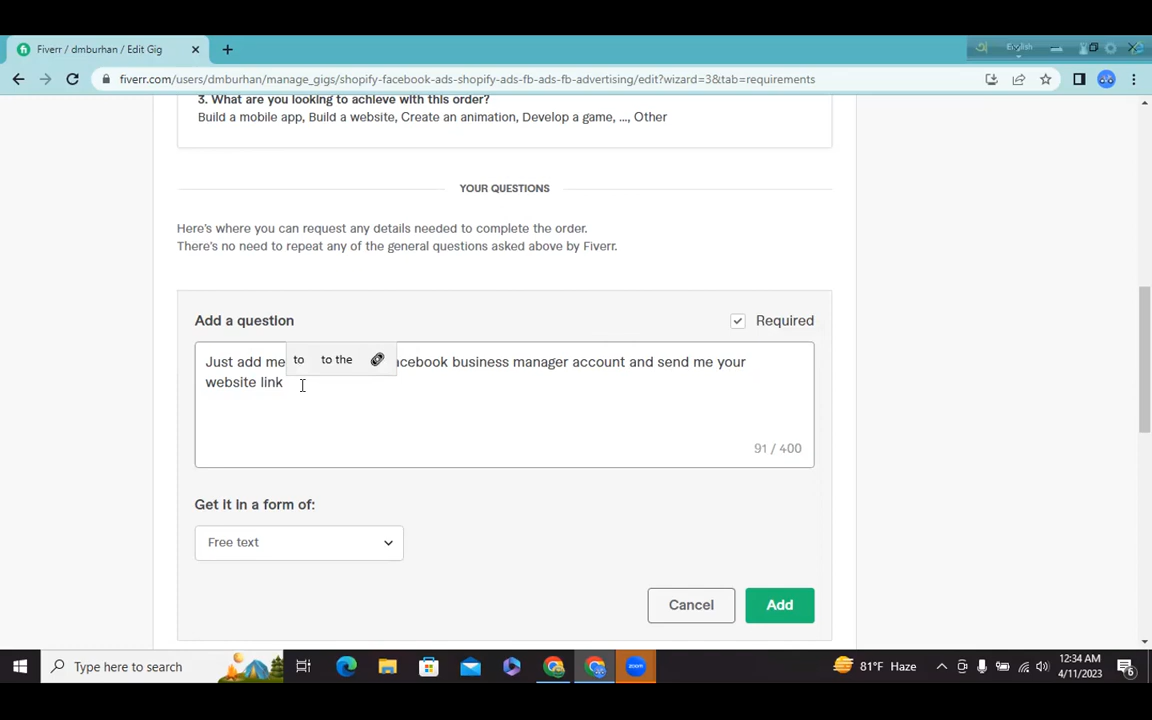 Fiverr / dmburhan / Edit Gig
English
fiverr.com/users/dmburhan/manage_gigs/shopify-facebook-ads-shopify-ads-fb-ads-fb-advertising/edit?wizard=3&tab=requirements
3. What are you looking to achieve with this order?
Build a mobile app, Build a website, Create an animation, Develop a game, ..., Other
YOUR QUESTIONS
Here's where you can request any details needed to complete the order.
There's no need to repeat any of the general questions asked above by Fiverr.
Add a question
Required
to to the
Just add me acebook business manager account and send me your
website link
91 / 400
Get it in a form of:
Free text
Cancel
Add
Type here to search
81°F Haze
12:34 AM
4/11/2023
6